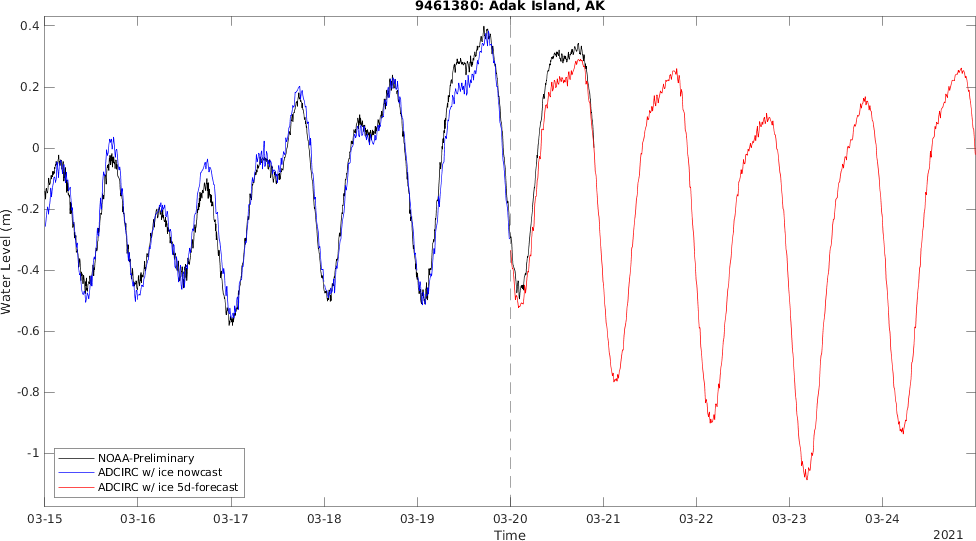 9461380: Adak Island, AK
0.4
0.2
0
-0.2
-0.4
-0.6
-0.8
-1
Water Level (m)
NOAA-Preliminary
ADCIRC w/ ice nowcast
ADCIRC w/ ice 5d-forecast
03-15 03-16 03-17 03-18 03-19 03-20 03-21 03-22 03-23 03-24
Time
2021